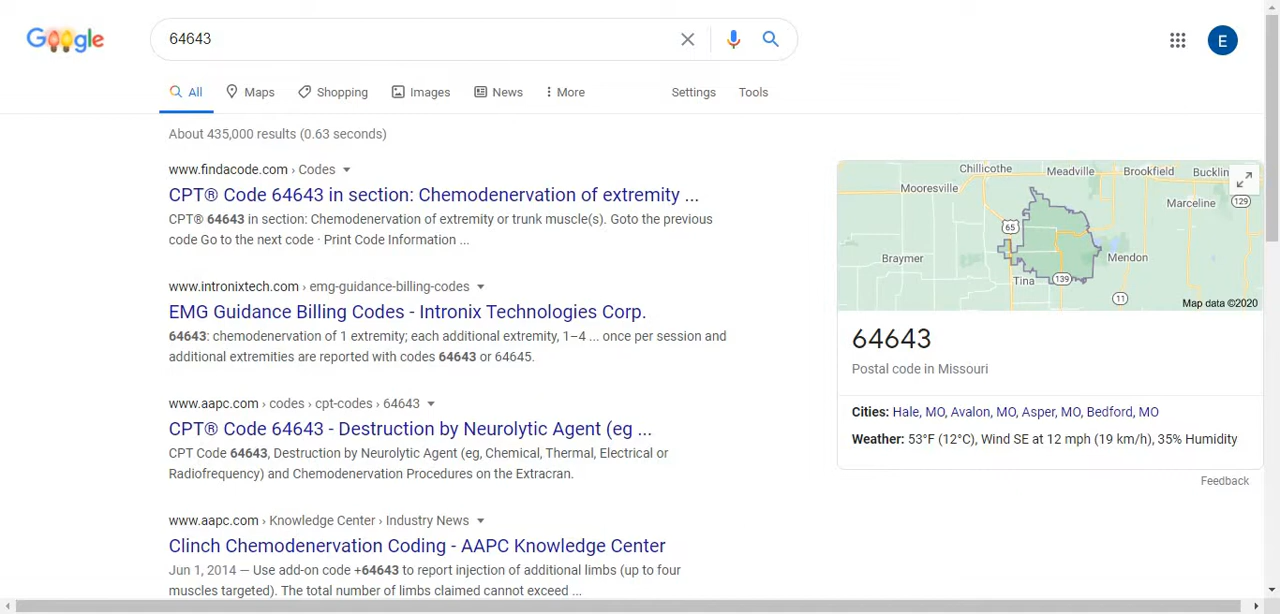 Google
64643
E
All
Maps
Shopping
Images
News
More
Settings
Tools
About 435,000 results (0.63 seconds)
www.findacode.com › Codes
CPT® Code 64643 in section: Chemodenervation of extremity ...
CPT® 64643 in section: Chemodenervation of extremity or trunk muscle(s). Goto the previous
code Go to the next code · Print Code Information ...
www.intronixtech.com › emg-guidance-billing-codes
EMG Guidance Billing Codes - Intronix Technologies Corp.
64643: chemodenervation of 1 extremity; each additional extremity, 1–4 ... once per session and
additional extremities are reported with codes 64643 or 64645.
www.aapc.com › codes › cpt-codes › 64643
CPT® Code 64643 - Destruction by Neurolytic Agent (eg ...
CPT Code 64643, Destruction by Neurolytic Agent (eg, Chemical, Thermal, Electrical or
Radiofrequency) and Chemodenervation Procedures on the Extracran.
www.aapc.com › Knowledge Center › Industry News
Clinch Chemodenervation Coding - AAPC Knowledge Center
Jun 1, 2014 — Use add-on code +64643 to report injection of additional limbs (up to four
muscles targeted). The total number of limbs claimed cannot exceed ...
Chillicothe
Meadville
Brookfield
Bucklin
Mooresville
Marceline
129
65
Braymer
Mendon
Tina
139
11
Map data ©2020
64643
Postal code in Missouri
Cities: Hale, MO, Avalon, MO, Asper, MO, Bedford, MO
Weather: 53°F (12°C), Wind SE at 12 mph (19 km/h), 35% Humidity
Feedback